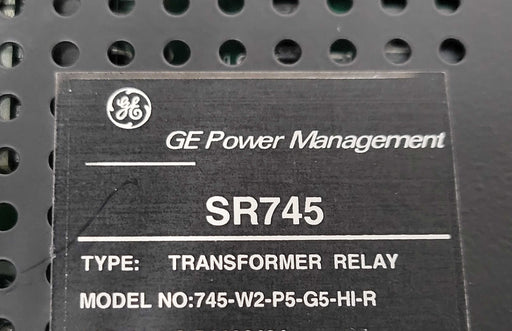 GE
GE Power Management
SR745
TYPE: TRANSFORMER RELAY
MODEL NO:745-W2-P5-G5-HI-R